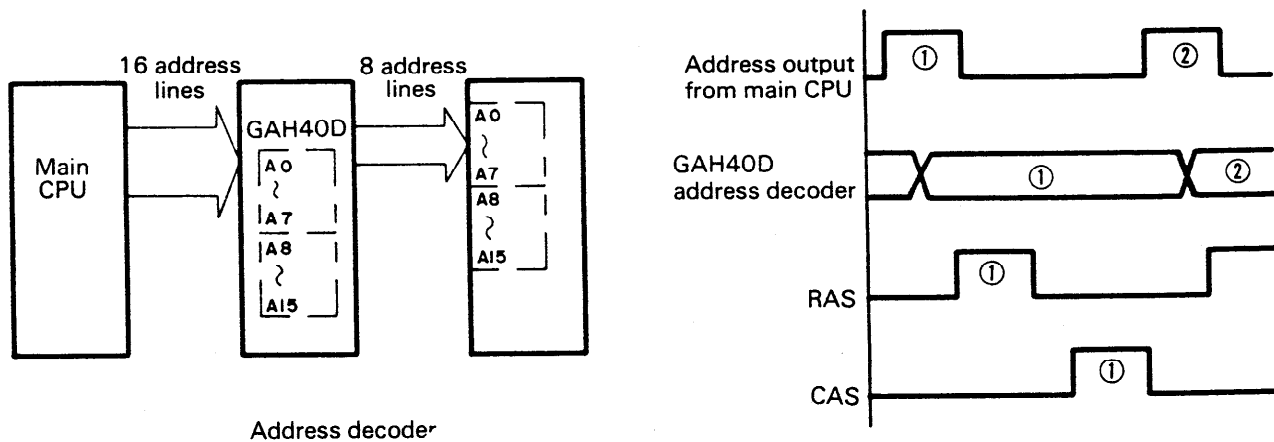 16 address
lines
8 address
lines
Main
CPU
GAH40D
A0
~
A7
A8
~
A15
A0
~
A7
A8
~
A15
Address decoder
Address output
from main CPU
①
②
GAH40D
address decoder
①
②
RAS
①
CAS
①